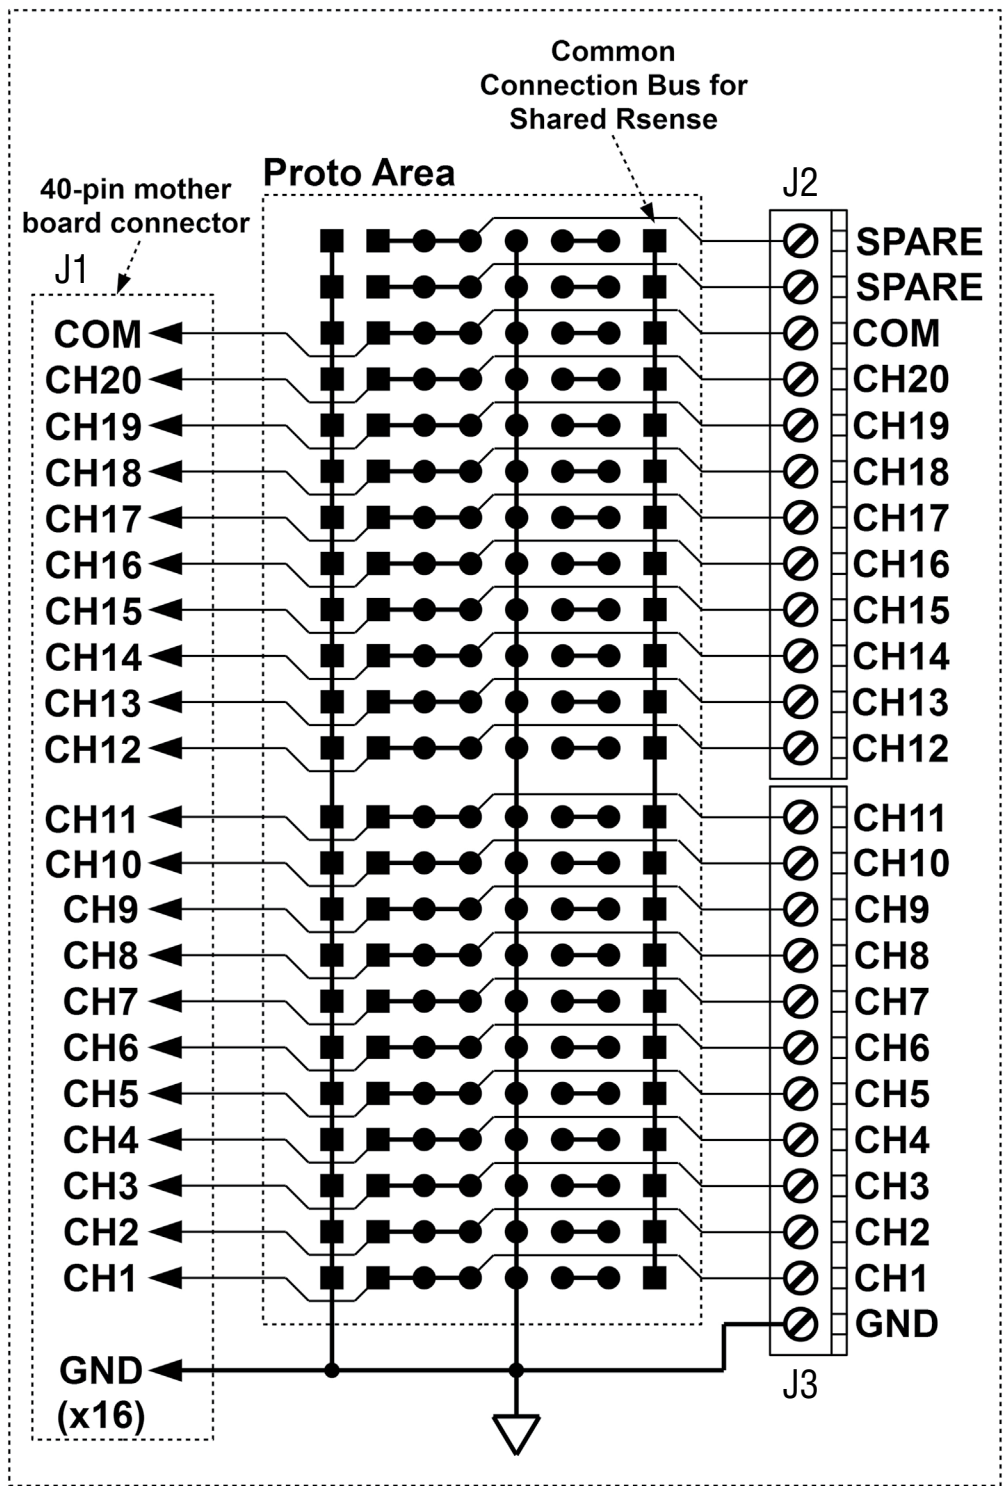 Common
Connection Bus for
Shared Rsense
Proto Area
40-pin mother
board connector
J1
J2
COM
CH20
CH19
CH18
CH17
CH16
CH15
CH14
CH13
CH12
CH11
CH10
CH9
CH8
CH7
CH6
CH5
CH4
CH3
CH2
CH1
GND
(x16)
SPARE
SPARE
COM
CH20
CH19
CH18
CH17
CH16
CH15
CH14
CH13
CH12
CH11
CH10
CH9
CH8
CH7
CH6
CH5
CH4
CH3
CH2
CH1
GND
J3